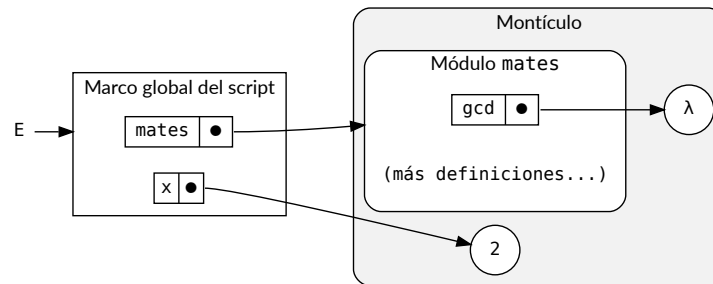 Montículo
Módulo mates
Marco global del script
gcd
λ
E
mates
(más definiciones...)
x
2